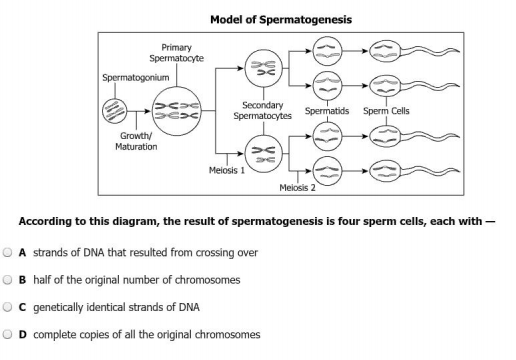 Model of Spermatogenesis
Primary
Spermatocyte
Spermatogonium
Growth/
Maturation
Secondary
Spermatocytes
Spermatids
Sperm Cells
Meiosis 1
Meiosis 2
According to this diagram, the result of spermatogenesis is four sperm cells, each with —
A strands of DNA that resulted from crossing over
B half of the original number of chromosomes
C genetically identical strands of DNA
D complete copies of all the original chromosomes